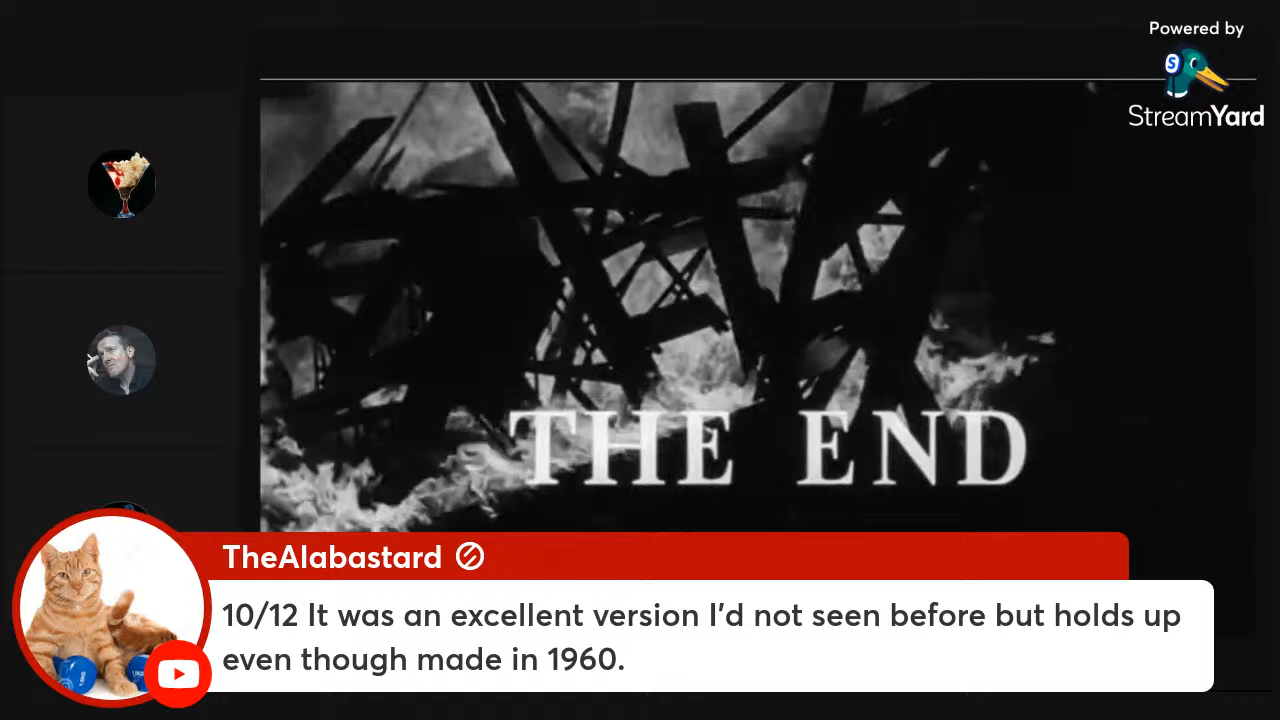 Powered by
StreamYard
THE END
TheAlabastard
10/12 It was an excellent version I'd not seen before but holds up
even though made in 1960.